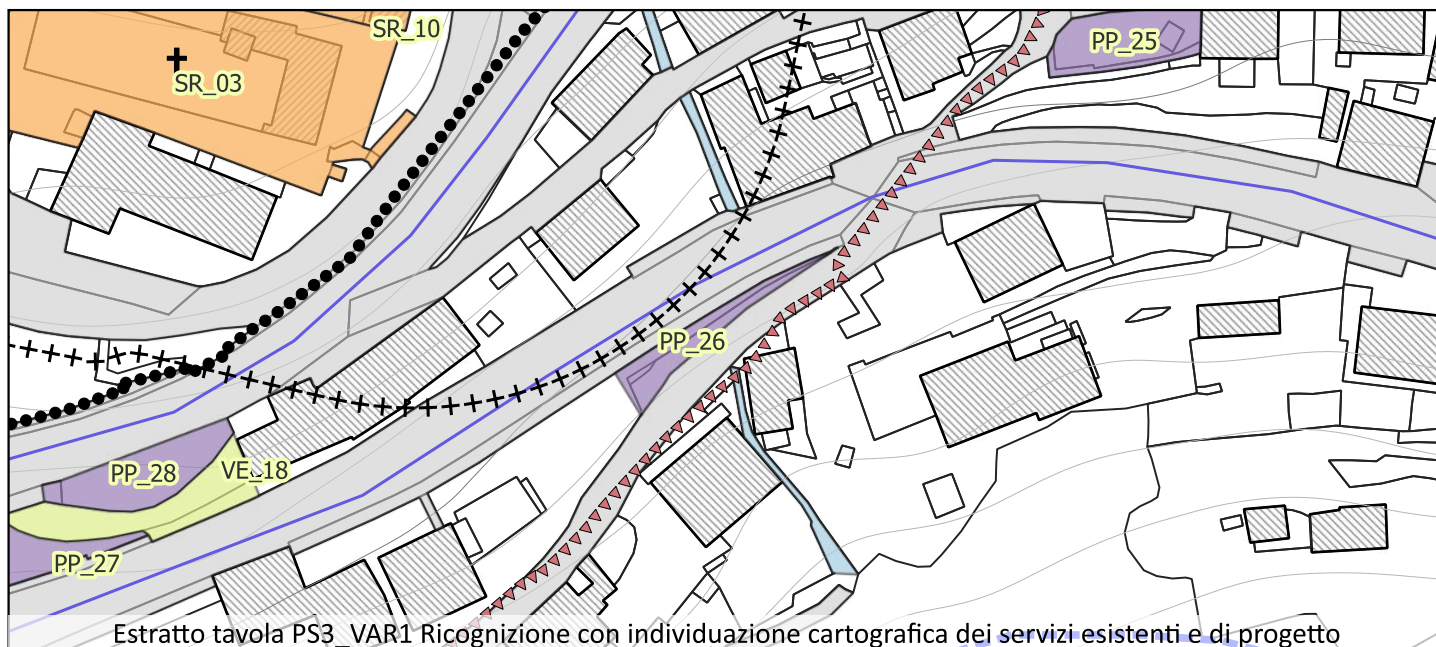 SR_10
PP_25
SR_03
PP_26
PP_28
VE_18
PP_27
Estratto tavola PS3_VAR1 Ricognizione con individuazione cartografica dei servizi esistenti e di progetto